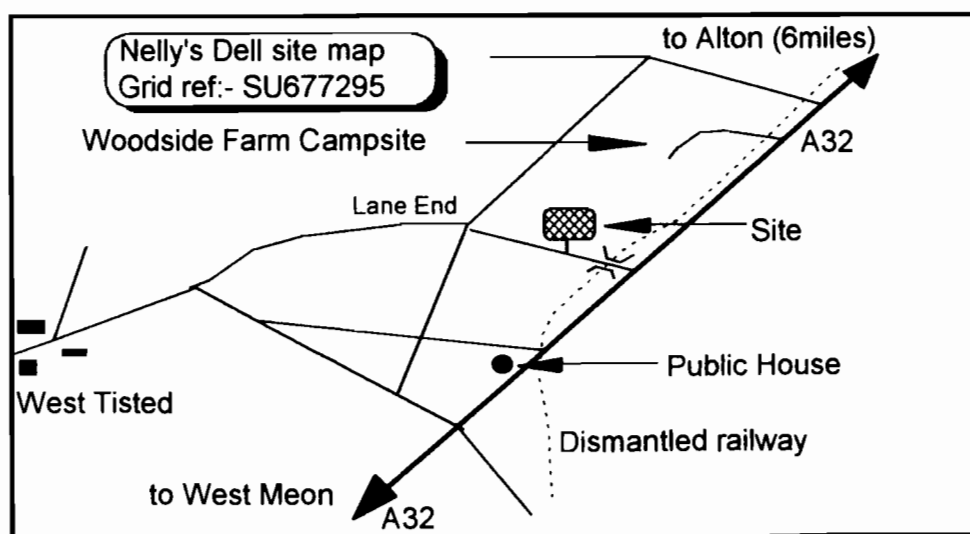 Nelly's Dell site map
Grid ref:- SU677295
to Alton (6miles)
Woodside Farm Campsite
A32
Lane End
Site
Public House
West Tisted
Dismantled railway
to West Meon
A32